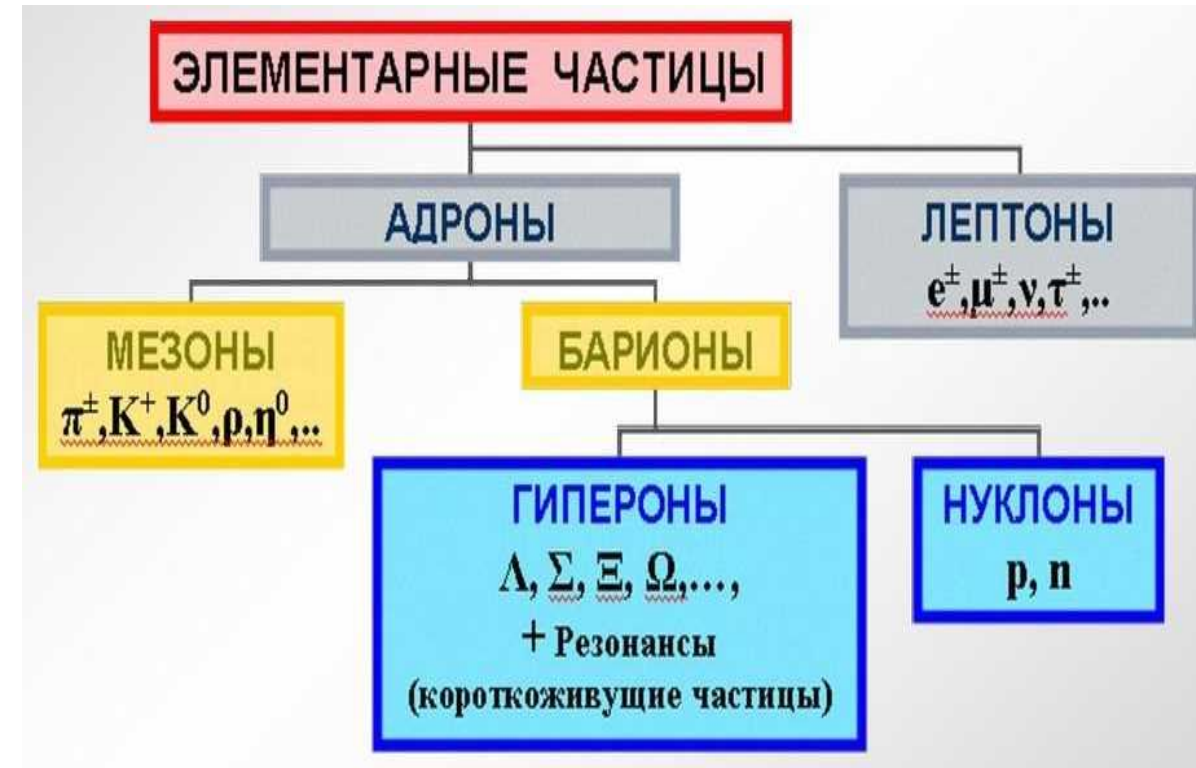 ЭЛЕМЕНТАРНЫЕ ЧАСТИЦЫ
АДРОНЫ
ЛЕПТОНЫ
e±,μ±,ν,τ±,..
МЕЗОНЫ
π±,K⁺,K⁰,ρ,η⁰,..
БАРИОНЫ
ГИПЕРОНЫ
Λ, Σ, Ξ, Ω,...,
+ Резонансы
(короткоживущие частицы)
НУКЛОНЫ
p, n